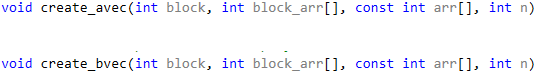 void create_avec(int block, int block_arr[], const int arr[], int n)
void create_bvec(int block, int block_arr[], const int arr[], int n)